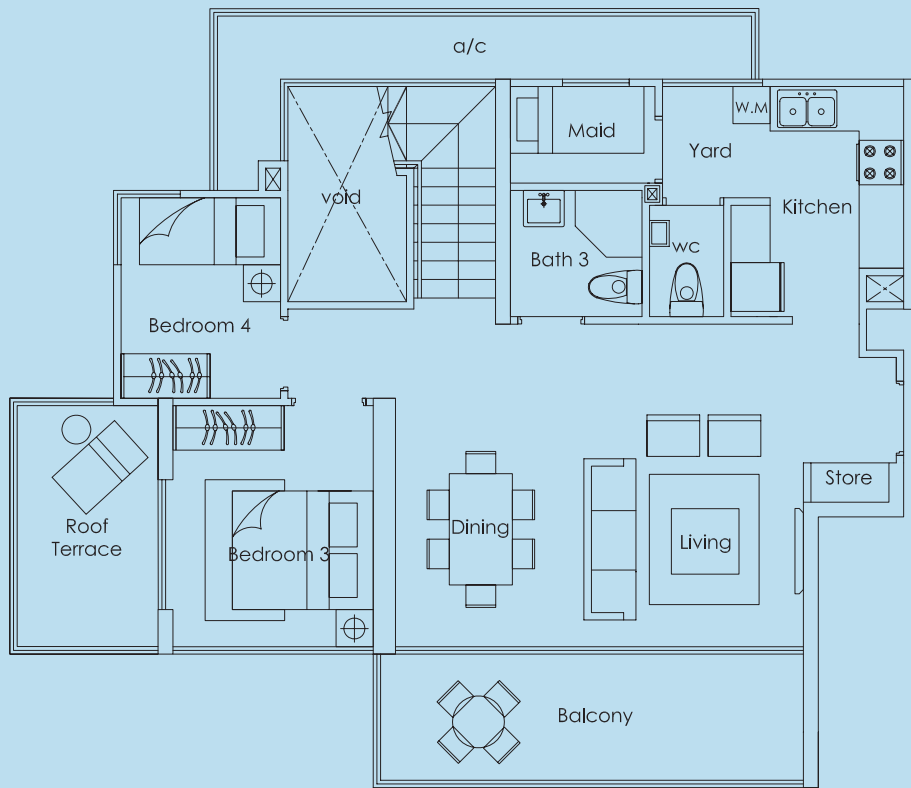 a/c
W.M
Maid
Yard
void
Kitchen
wc
Bath 3
Bedroom 4
Store
Roof
Terrace
Dining
Living
Bedroom 3
Balcony